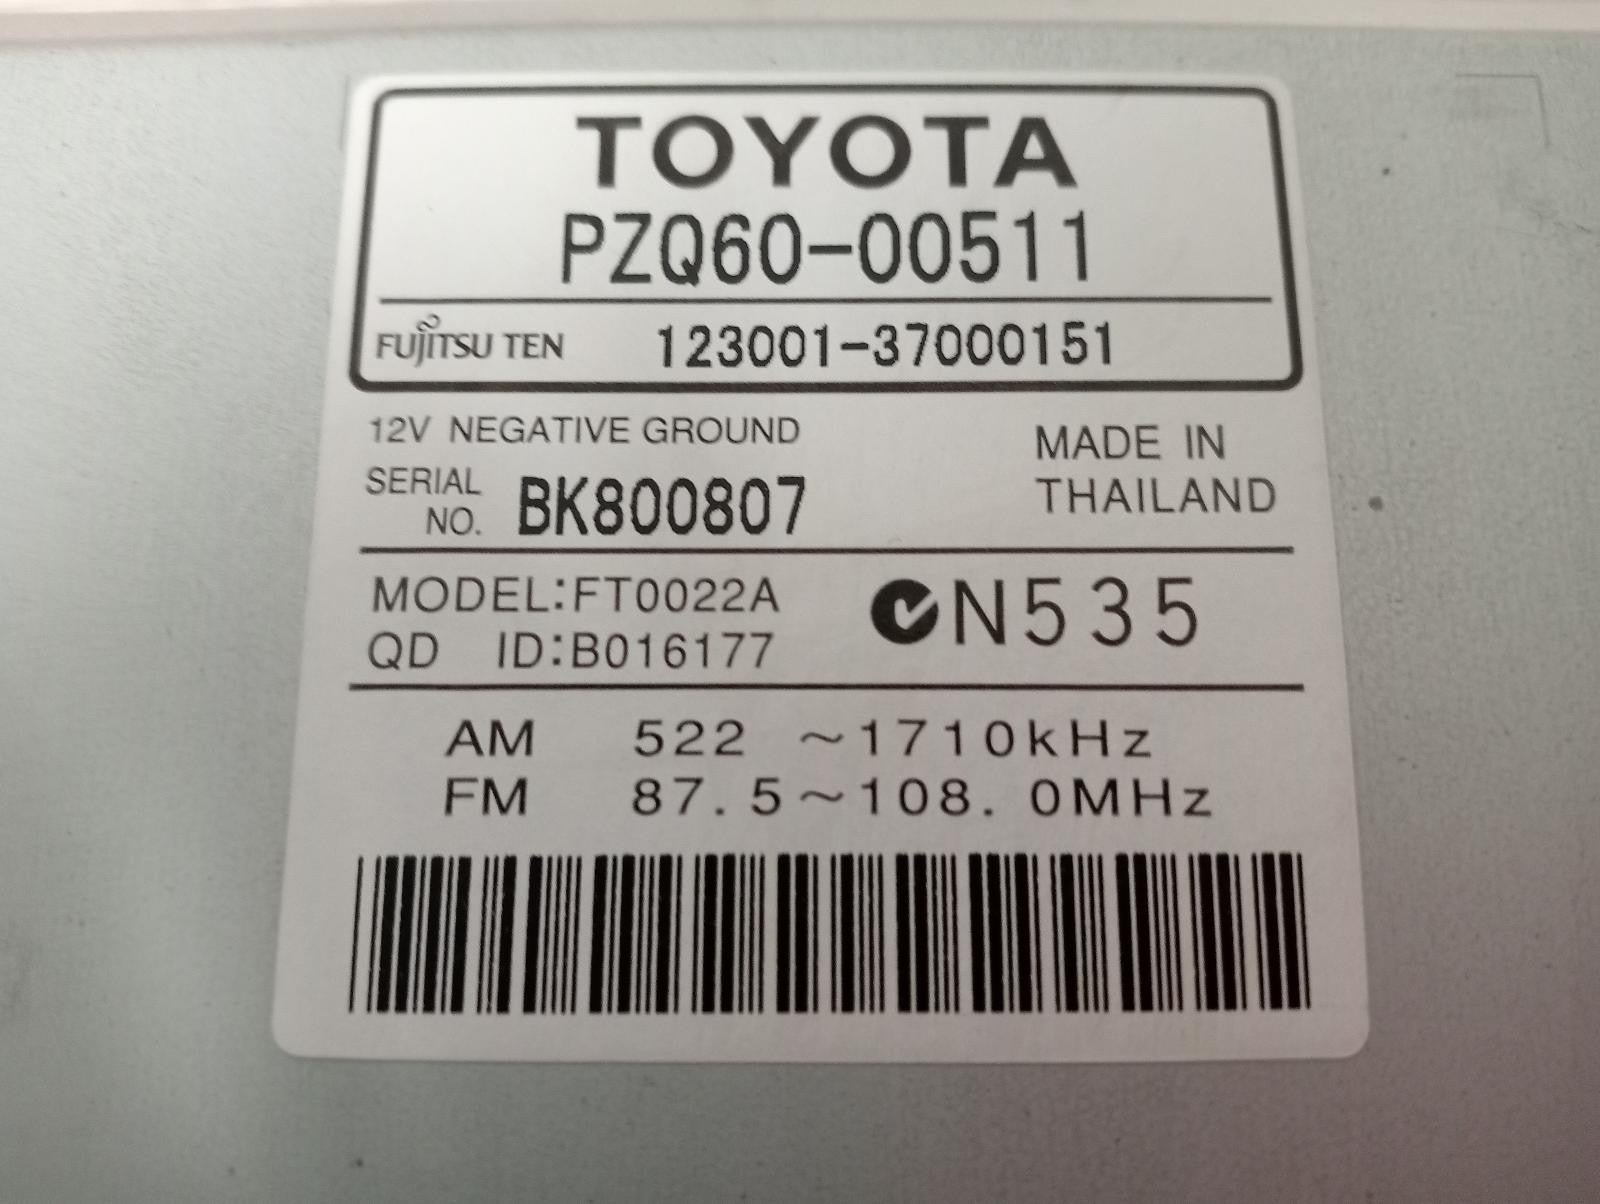 TOYOTA
PZQ60-00511
FUJITSU TEN 123001-37000151
12V NEGATIVE GROUND
SERIAL NO. BK800807
MADE IN THAILAND
MODEL:FT0022A
QD ID:B016177
N535
AM 522 ~1710kHz
FM 87.5~108.0MHz